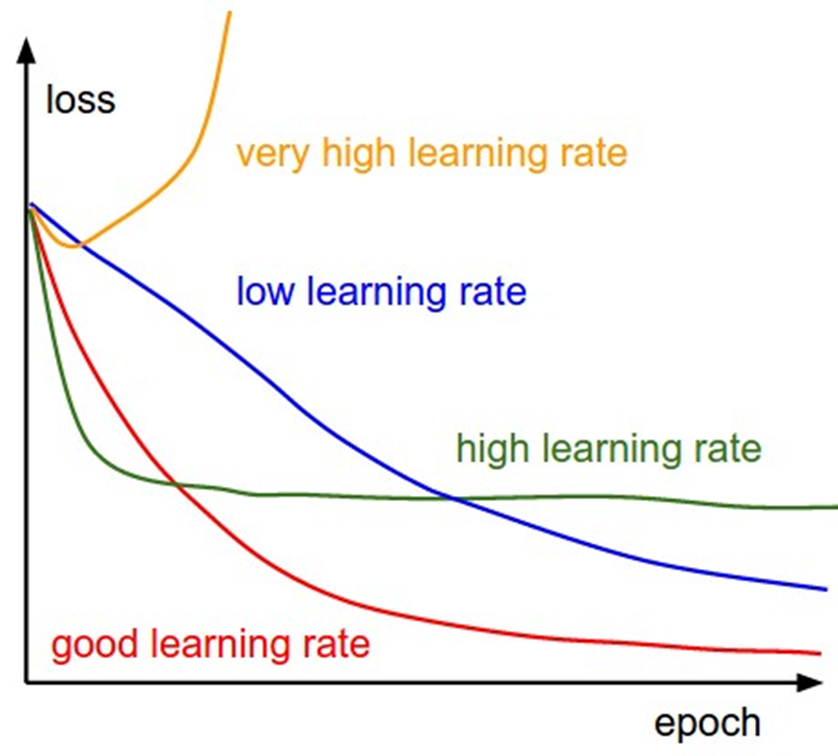 loss
very high learning rate
low learning rate
high learning rate
good learning rate
epoch